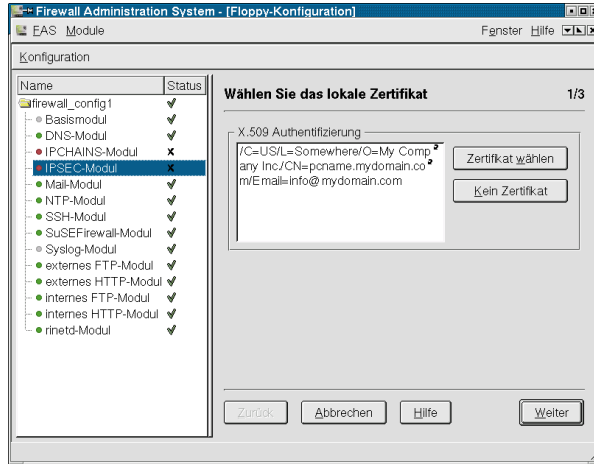 Firewall Administration System - [Floppy-Konfiguration]
FAS Module Fenster Hilfe
Konfiguration
Name Status
firewall_config1
Basismodul
DNS-Modul
IPCHAINS-Modul x
IPSEC-Modul x
Mail-Modul
NTP-Modul
SSH-Modul
SuSEFirewall-Modul
Syslog-Modul
externes FTP-Modul
externes HTTP-Modul
internes FTP-Modul
internes HTTP-Modul
rinetd-Modul
Wählen Sie das lokale Zertifikat 1/3
X.509 Authentifizierung
/C=US/L=Somewhere/O=My Comp
any Inc./CN=pcname.mydomain.co
m/Email=info@mydomain.com
Zertifikat wählen
Kein Zertifikat
Zurück Abbrechen Hilfe Weiter